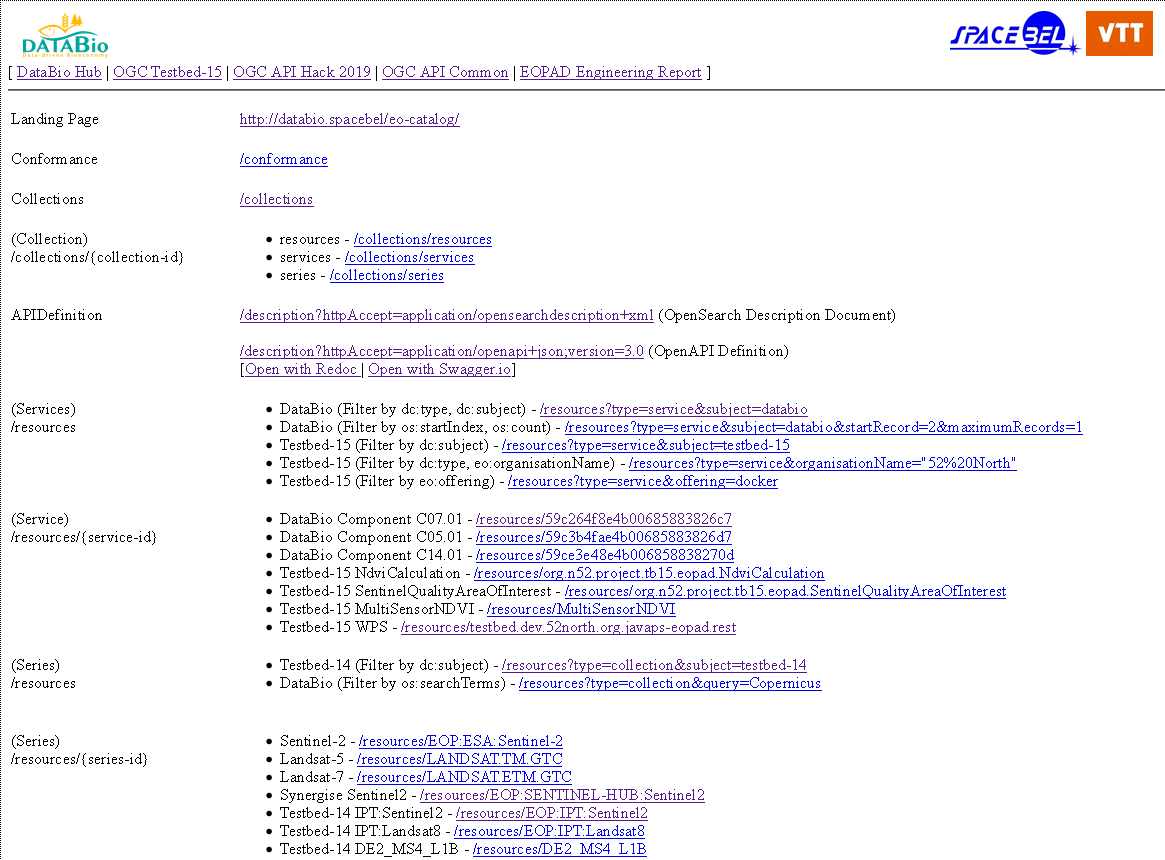 DATABio
Data-driven Bioeconomy
SPACEBEL
VTT
[ DataBio Hub | OGC Testbed-15 | OGC API Hack 2019 | OGC API Common | EOPAD Engineering Report ]
Landing Page http://databio.spacebel/eo-catalog/
Conformance /conformance
Collections /collections
(Collection) • resources - /collections/resources
/collections/{collection-id} • services - /collections/services
• series - /collections/series
APIDefinition /description?httpAccept=application/opensearchdescription+xml (OpenSearch Description Document)
/description?httpAccept=application/openapi+json;version=3.0 (OpenAPI Definition)
[Open with Redoc | Open with Swagger.io]
(Services) • DataBio (Filter by dc:type, dc:subject) - /resources?type=service&subject=databio
/resources • DataBio (Filter by os:startIndex, os:count) - /resources?type=service&subject=databio&startRecord=2&maximumRecords=1
• Testbed-15 (Filter by dc:subject) - /resources?type=service&subject=testbed-15
• Testbed-15 (Filter by dc:type, eo:organisationName) - /resources?type=service&organisationName="52%20North"
• Testbed-15 (Filter by eo:offering) - /resources?type=service&offering=docker
(Service) • DataBio Component C07.01 - /resources/59c264f8e4b00685883826c7
/resources/{service-id} • DataBio Component C05.01 - /resources/59c3b4fae4b00685883826d7
• DataBio Component C14.01 - /resources/59ce3e48e4b006858838270d
• Testbed-15 NdviCalculation - /resources/org.n52.project.tb15.eopad.NdviCalculation
• Testbed-15 SentinelQualityAreaOfInterest - /resources/org.n52.project.tb15.eopad.SentinelQualityAreaOfInterest
• Testbed-15 MultiSensorNDVI - /resources/MultiSensorNDVI
• Testbed-15 WPS - /resources/testbed.dev.52north.org.javaps-eopad.rest
(Series) • Testbed-14 (Filter by dc:subject) - /resources?type=collection&subject=testbed-14
/resources • DataBio (Filter by os:searchTerms) - /resources?type=collection&query=Copernicus
(Series) • Sentinel-2 - /resources/EOP:ESA:Sentinel-2
/resources/{series-id} • Landsat-5 - /resources/LANDSAT.TM.GTC
• Landsat-7 - /resources/LANDSAT.ETM.GTC
• Synergise Sentinel2 - /resources/EOP:SENTINEL-HUB:Sentinel2
• Testbed-14 IPT:Sentinel2 - /resources/EOP:IPT:Sentinel2
• Testbed-14 IPT:Landsat8 - /resources/EOP:IPT:Landsat8
• Testbed-14 DE2_MS4_L1B - /resources/DE2_MS4_L1B